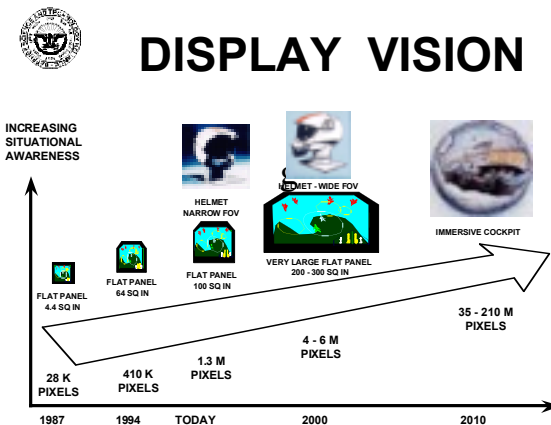 DISPLAY VISION
INCREASING
SITUATIONAL
AWARENESS
HELMET
NARROW FOV
g
HELMET - WIDE FOV
IMMERSIVE COCKPIT
FLAT PANEL
4.4 SQ IN
FLAT PANEL
64 SQ IN
FLAT PANEL
100 SQ IN
VERY LARGE FLAT PANEL
200 - 300 SQ IN
28 K
PIXELS
410 K
PIXELS
1.3 M
PIXELS
4 - 6 M
PIXELS
35 - 210 M
PIXELS
1987 1994 TODAY 2000 2010